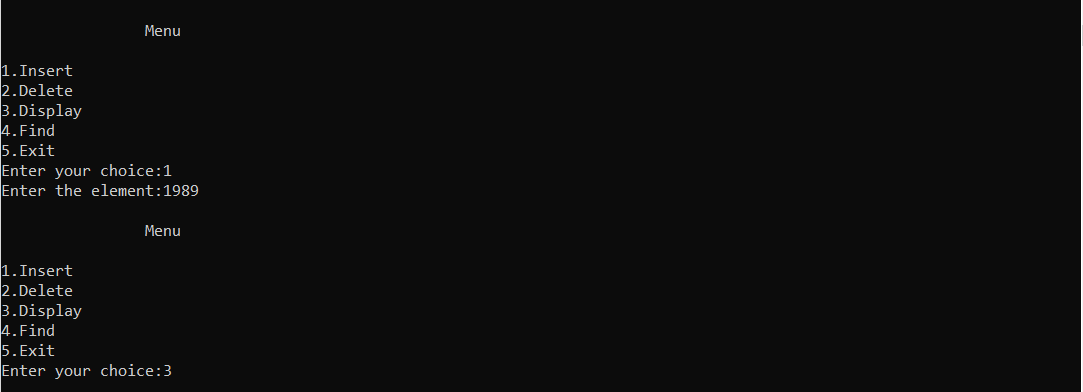 Menu
1.Insert
2.Delete
3.Display
4.Find
5.Exit
Enter your choice:1
Enter the element:1989
Menu
1.Insert
2.Delete
3.Display
4.Find
5.Exit
Enter your choice:3